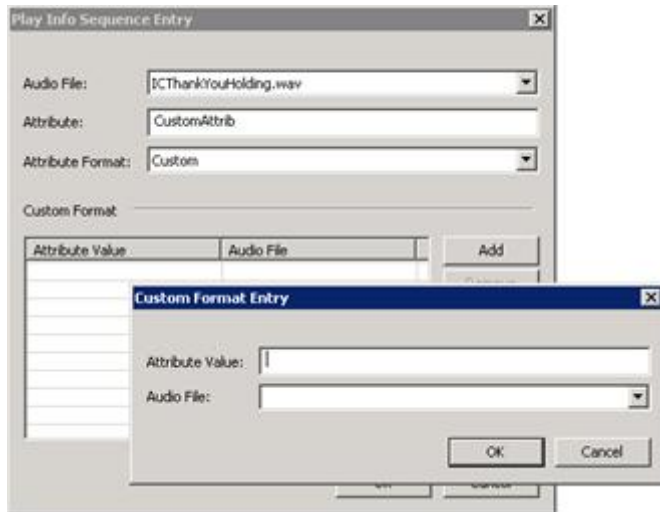 Play Info Sequence Entry
Audio File: ICThankYouHolding.wav
Attribute: CustomAttrib
Attribute Format: Custom
Custom Format
Attribute Value Audio File Add
Custom Format Entry
Attribute Value:
Audio File:
OK Cancel